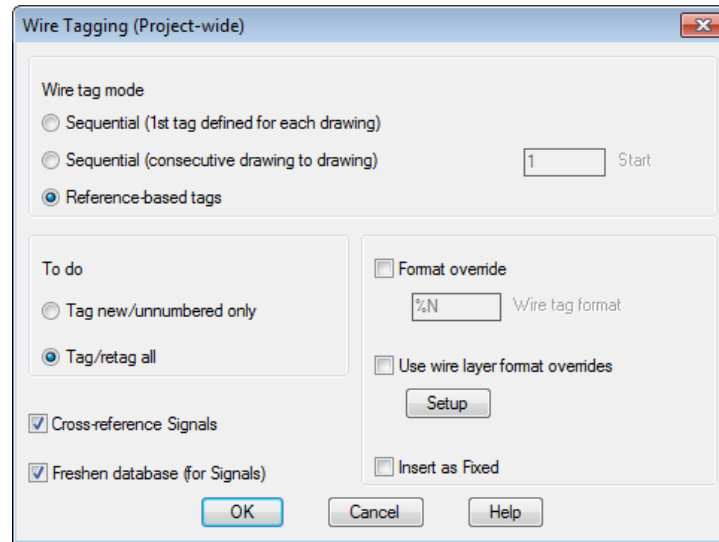 Wire Tagging (Project-wide)
Wire tag mode
Sequential (1st tag defined for each drawing)
Sequential (consecutive drawing to drawing)
1 Start
Reference-based tags
To do
Tag new/unnumbered only
Tag/retag all
Cross-reference Signals
Freshen database (for Signals)
Format override
%N Wire tag format
Use wire layer format overrides
Setup
Insert as Fixed
OK Cancel Help